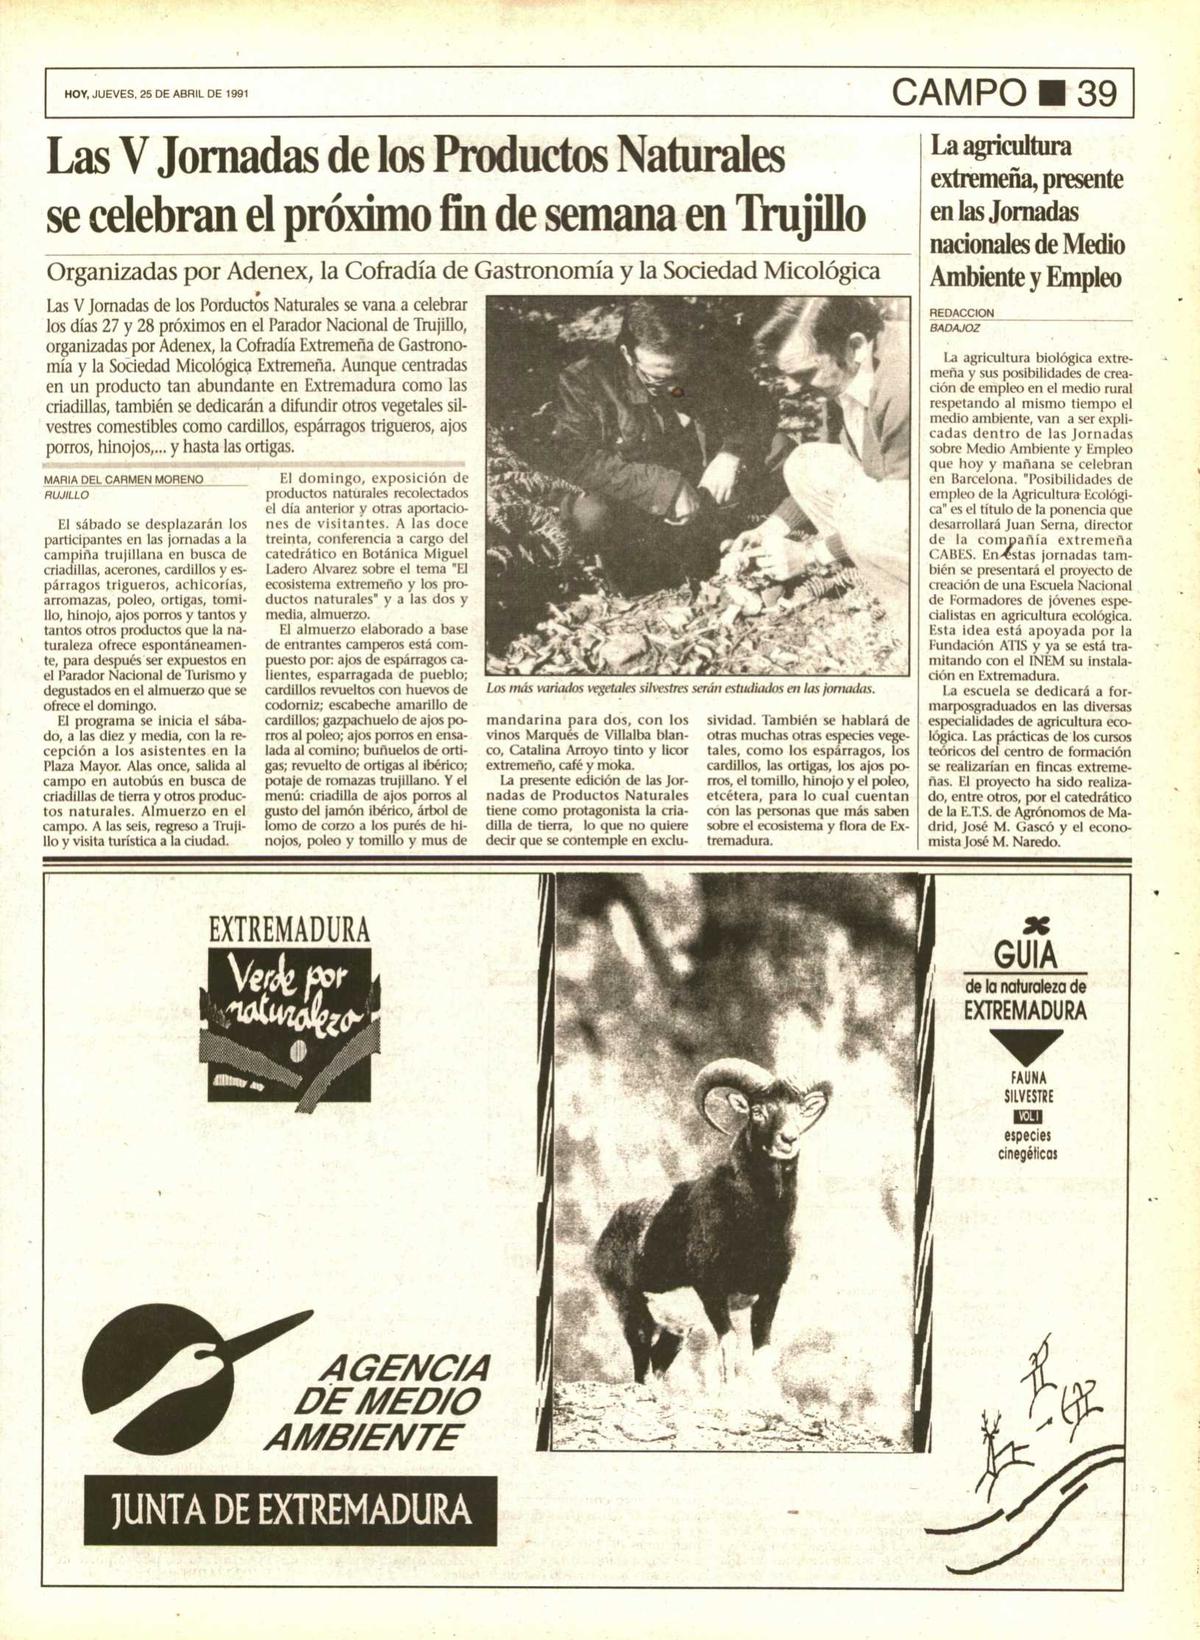 HOY, JUEVES, 25 DE ABRIL DE 1991
CAMPO ■ 39
Las V Jornadas de los Productos Naturales
se celebran el próximo fin de semana en Trujillo
Organizadas por Adenex, la Cofradía de Gastronomía y la Sociedad Micológica
Las V Jornadas de los Porductos Naturales se vana a celebrar
los días 27 y 28 próximos en el Parador Nacional de Trujillo,
organizadas por Adenex, la Cofradía Extremeña de Gastrono-
mía y la Sociedad Micológica Extremeña. Aunque centradas
en un producto tan abundante en Extremadura como las
criadillas, también se dedicarán a difundir otros vegetales sil-
vestres comestibles como cardillos, espárragos trigueros, ajos
porros, hinojos,... y hasta las ortigas.
MARIA DEL CARMEN MORENO
RUJILLO
El sábado se desplazarán los
participantes en las jornadas a la
campiña trujillana en busca de
criadillas, acerones, cardillos y es-
párragos trigueros, achicorías,
arromazas, poleo, ortigas, tomi-
llo, hinojo, ajos porros y tantos y
tantos otros productos que la na-
turaleza ofrece espontáneamen-
te, para después ser expuestos en
el Parador Nacional de Turismo y
degustados en el almuerzo que se
ofrece el domingo.
El programa se inicia el sába-
do, a las diez y media, con la re-
cepción a los asistentes en la
Plaza Mayor. Alas once, salida al
campo en autobús en busca de
criadillas de tierra y otros produc-
tos naturales. Almuerzo en el
campo. A las seis, regreso a Truji-
llo y visita turística a la ciudad.
El domingo, exposición de
productos naturales recolectados
el día anterior y otras aportacio-
nes de visitantes. A las doce
treinta, conferencia a cargo del
catedrático en Botánica Miguel
Ladero Alvarez sobre el tema "El
ecosistema extremeño y los pro-
ductos naturales" y a las dos y
media, almuerzo.
El almuerzo elaborado a base
de entrantes camperos está com-
puesto por: ajos de espárragos ca-
lientes, esparragada de pueblo;
cardillos revueltos con huevos de
codorniz; escabeche amarillo de
cardillos; gazpachuelo de ajos po-
rros al poleo; ajos porros en ensa-
lada al comino; buñuelos de orti-
gas; revuelto de ortigas al ibérico;
potaje de romazas trujillano. Y el
menú: criadilla de ajos porros al
gusto del jamón ibérico, árbol de
lomo de corzo a los purés de hi-
nojos, poleo y tomillo y mus de
Los más variados vegetales silvestres serán estudiados en las jornadas.
mandarina para dos, con los
vinos Marqués de Villalba blan-
co, Catalina Arroyo tinto y licor
extremeño, café y moka.
La presente edición de las Jor-
nadas de Productos Naturales
tiene como protagonista la cria-
dilla de tierra, lo que no quiere
decir que se contemple en exclu-
sividad. También se hablará de
otras muchas otras especies vege-
tales, como los espárragos, los
cardillos, las ortigas, los ajos po-
rros, el tomillo, hinojo y el poleo,
etcétera, para lo cual cuentan
con las personas que más saben
sobre el ecosistema y flora de Ex-
tremadura.
La agricultura
extremeña, presente
en las Jornadas
nacionales de Medio
Ambiente y Empleo
REDACCION
BADAJOZ
La agricultura biológica extre-
meña y sus posibilidades de crea-
ción de empleo en el medio rural
respetando al mismo tiempo el
medio ambiente, van a ser expli-
cadas dentro de las Jornadas
sobre Medio Ambiente y Empleo
que hoy y mañana se celebran
en Barcelona. "Posibilidades de
empleo de la Agricultura Ecológi-
ca" es el título de la ponencia que
desarrollará Juan Serna, director
de la compañía extremeña
CABES. En estas jornadas tam-
bién se presentará el proyecto de
creación de una Escuela Nacional
de Formadores de jóvenes espe-
cialistas en agricultura ecológica.
Esta idea está apoyada por la
Fundación ATIS y ya se está tra-
mitando con el INEM su instala-
ción en Extremadura.
La escuela se dedicará a for-
marposgraduados en las diversas
especialidades de agricultura eco-
lógica. Las prácticas de los cursos
teóricos del centro de formación
se realizarían en fincas extreme-
ñas. El proyecto ha sido realiza-
do, entre otros, por el catedrático
de la E.T.S. de Agrónomos de Ma-
drid, José M. Gascó y el econo-
mista José M. Naredo.
EXTREMADURA
Verde por
naturaleza
AGENCIA
DE MEDIO
AMBIENTE
JUNTA DE EXTREMADURA
GUIA
de la naturaleza de
EXTREMADURA
FAUNA
SILVESTRE
VOL I
especies
cinegéticas